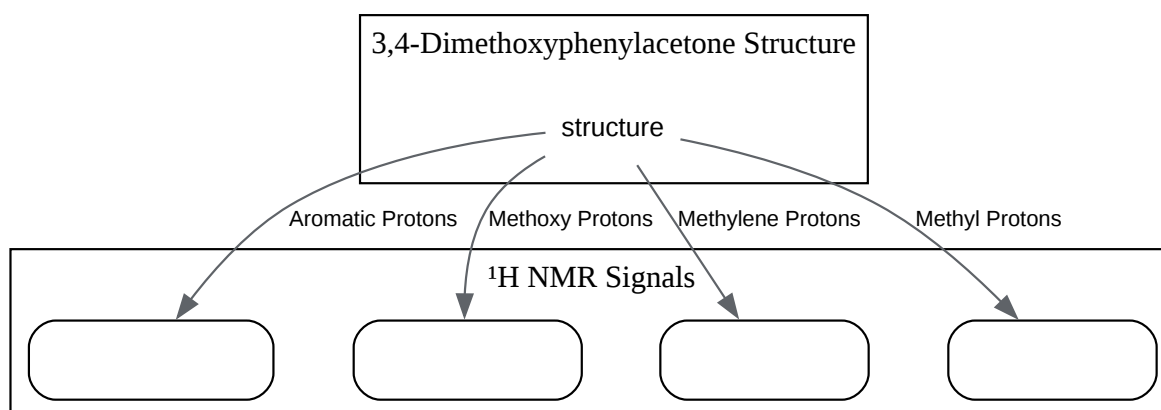 3,4-Dimethoxyphenylacetone Structure
structure
Aromatic Protons
Methoxy Protons
Methylene Protons
Methyl Protons
¹H NMR Signals